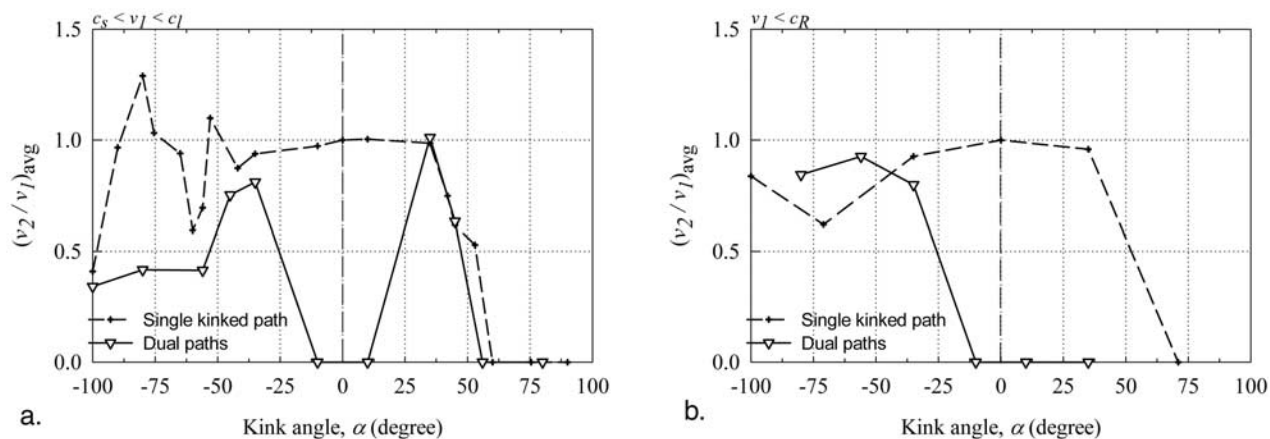 c_s < v_1 < c_l
1.5
1.0
0.5
0.0
(v_2 / v_1)avg
Single kinked path
Dual paths
-100 -75 -50 -25 0 25 50 75 100
a.
Kink angle, α (degree)
v_1 < c_R
1.5
1.0
0.5
0.0
(v_2 / v_1)avg
Single kinked path
Dual paths
-100 -75 -50 -25 0 25 50 75 100
b.
Kink angle, α (degree)